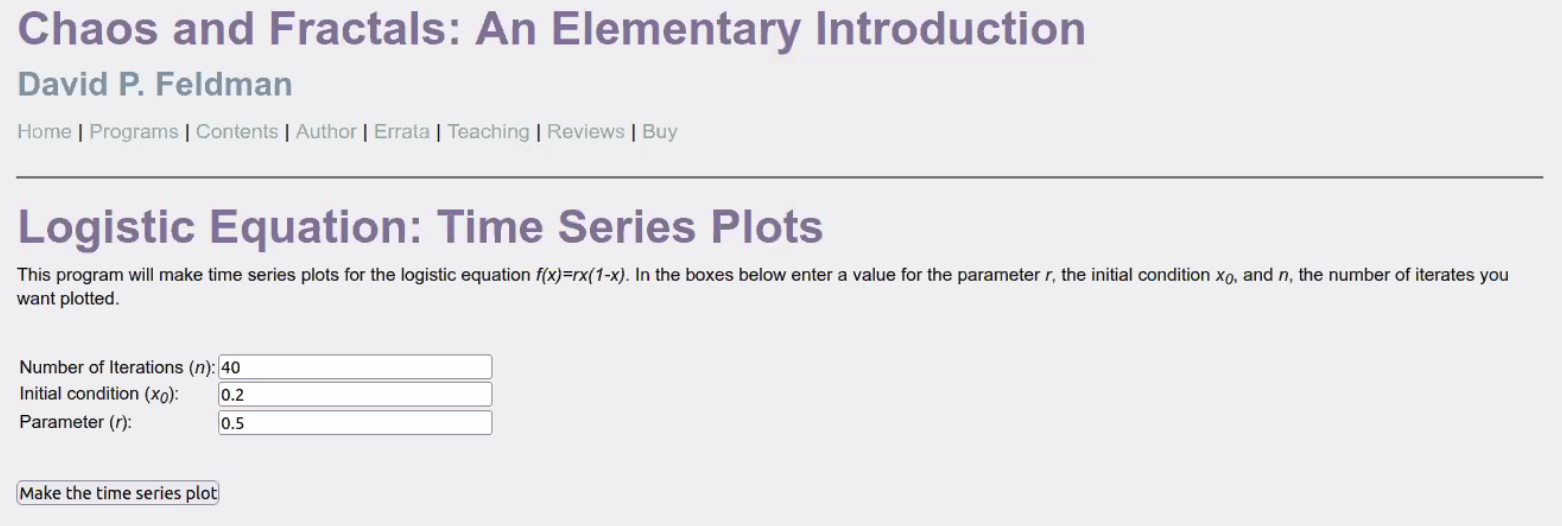 Chaos and Fractals: An Elementary Introduction
David P. Feldman
Home | Programs | Contents | Author | Errata | Teaching | Reviews | Buy
Logistic Equation: Time Series Plots
This program will make time series plots for the logistic equation f(x)=rx(1-x). In the boxes below enter a value for the parameter r, the initial condition x₀, and n, the number of iterates you
want plotted.
Number of Iterations (n): 40
Initial condition (x₀): 0.2
Parameter (r): 0.5
Make the time series plot